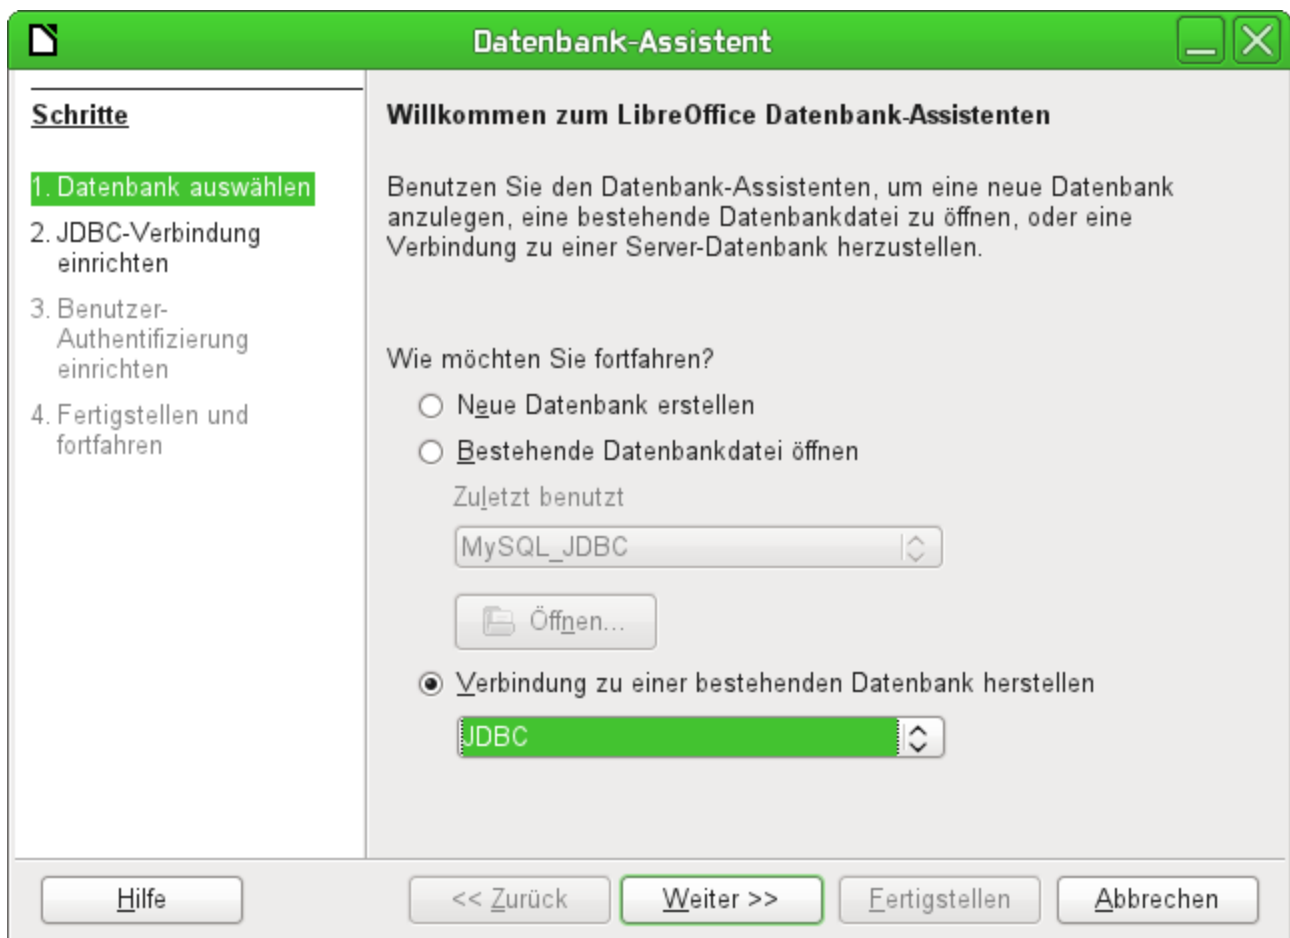 Datenbank-Assistent
Schritte
1. Datenbank auswählen
2. JDBC-Verbindung
einrichten
3. Benutzer-
Authentifizierung
einrichten
4. Fertigstellen und
fortfahren
Willkommen zum LibreOffice Datenbank-Assistenten
Benutzen Sie den Datenbank-Assistenten, um eine neue Datenbank
anzulegen, eine bestehende Datenbankdatei zu öffnen, oder eine
Verbindung zu einer Server-Datenbank herzustellen.
Wie möchten Sie fortfahren?
Neue Datenbank erstellen
Bestehende Datenbankdatei öffnen
Zuletzt benutzt
MySQL_JDBC
Öffnen...
Verbindung zu einer bestehenden Datenbank herstellen
JDBC
Hilfe
<< Zurück
Weiter >>
Fertigstellen
Abbrechen